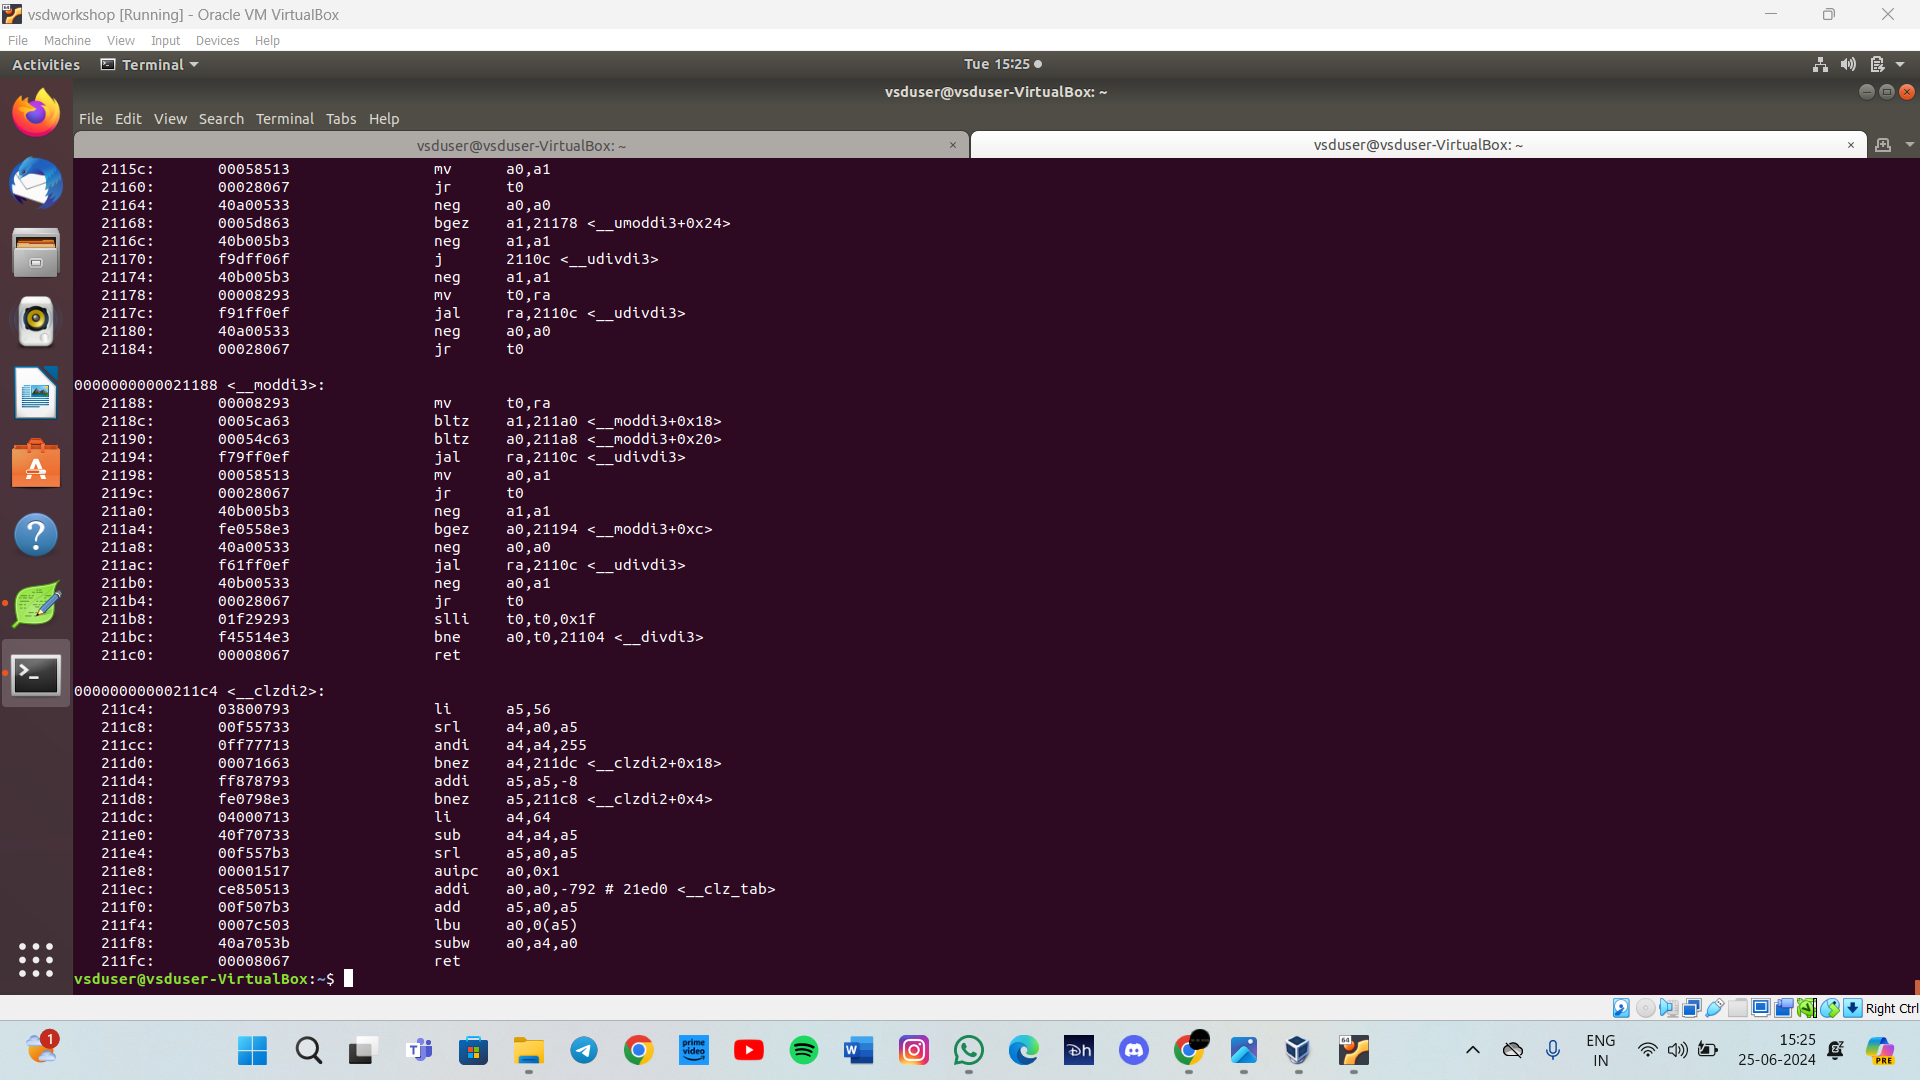 vsdworkshop [Running] - Oracle VM VirtualBox
File Machine View Input Devices Help
Activities Terminal Tue 15:25
vsduser@vsduser-VirtualBox: ~
File Edit View Search Terminal Tabs Help
vsduser@vsduser-VirtualBox: ~ × vsduser@vsduser-VirtualBox: ~ ×
2115c: 00058513 mv a0,a1
21160: 00028067 jr t0
21164: 40a00533 neg a0,a0
21168: 0005d863 bgez a1,21178 <__umoddi3+0x24>
2116c: 40b005b3 neg a1,a1
21170: f9dff06f j 2110c <__udivdi3>
21174: 40b005b3 neg a1,a1
21178: 00008293 mv t0,ra
2117c: f91ff0ef jal ra,2110c <__udivdi3>
21180: 40a00533 neg a0,a0
21184: 00028067 jr t0
0000000000021188 <__moddi3>:
21188: 00008293 mv t0,ra
2118c: 0005ca63 bltz a1,211a0 <__moddi3+0x18>
21190: 00054c63 bltz a0,211a8 <__moddi3+0x20>
21194: f79ff0ef jal ra,2110c <__udivdi3>
21198: 00058513 mv a0,a1
2119c: 00028067 jr t0
211a0: 40b005b3 neg a1,a1
211a4: fe0558e3 bgez a0,21194 <__moddi3+0xc>
211a8: 40a00533 neg a0,a0
211ac: f61ff0ef jal ra,2110c <__udivdi3>
211b0: 40b00533 neg a0,a1
211b4: 00028067 jr t0
211b8: 01f29293 slli t0,t0,0x1f
211bc: f45514e3 bne a0,t0,21104 <__divdi3>
211c0: 00008067 ret
00000000000211c4 <__clzdi2>:
211c4: 03800793 li a5,56
211c8: 00f55733 srl a4,a0,a5
211cc: 0ff77713 andi a4,a4,255
211d0: 00071663 bnez a4,211dc <__clzdi2+0x18>
211d4: ff878793 addi a5,a5,-8
211d8: fe0798e3 bnez a5,211c8 <__clzdi2+0x4>
211dc: 04000713 li a4,64
211e0: 40f70733 sub a4,a4,a5
211e4: 00f557b3 srl a5,a0,a5
211e8: 00001517 auipc a0,0x1
211ec: ce850513 addi a0,a0,-792 # 21ed0 <__clz_tab>
211f0: 00f507b3 add a5,a0,a5
211f4: 0007c503 lbu a0,0(a5)
211f8: 40a7053b subw a0,a4,a0
211fc: 00008067 ret
vsduser@vsduser-VirtualBox:~$
Right Ctrl
1 prime video W Dh 64 ENG IN 15:25 25-06-2024 PRE